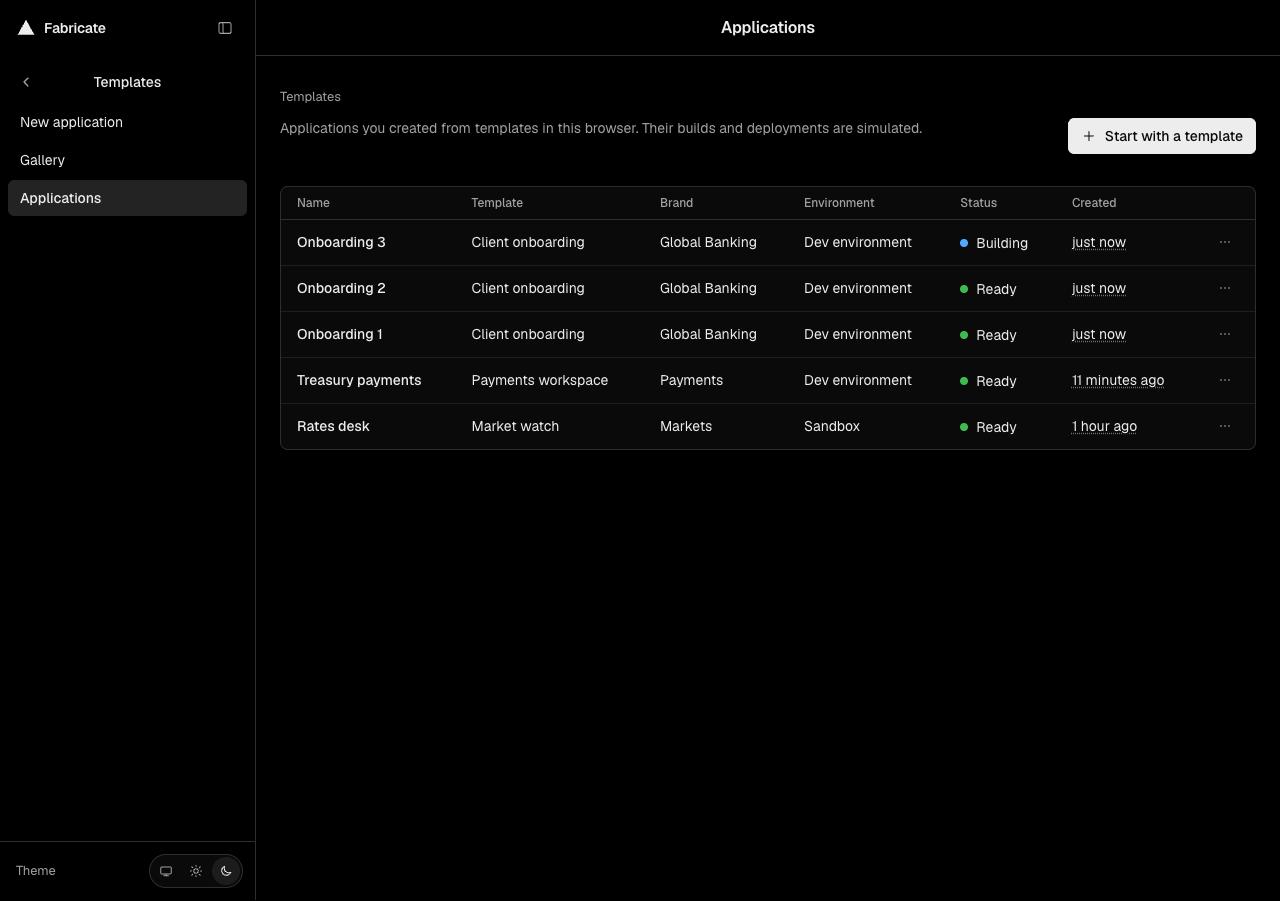 Fabricate
Applications
Templates
New application
Gallery
Applications
Templates
Applications you created from templates in this browser. Their builds and deployments are simulated.
Start with a template
Name Template Brand Environment Status Created
Onboarding 3 Client onboarding Global Banking Dev environment Building just now
Onboarding 2 Client onboarding Global Banking Dev environment Ready just now
Onboarding 1 Client onboarding Global Banking Dev environment Ready just now
Treasury payments Payments workspace Payments Dev environment Ready 11 minutes ago
Rates desk Market watch Markets Sandbox Ready 1 hour ago
Theme